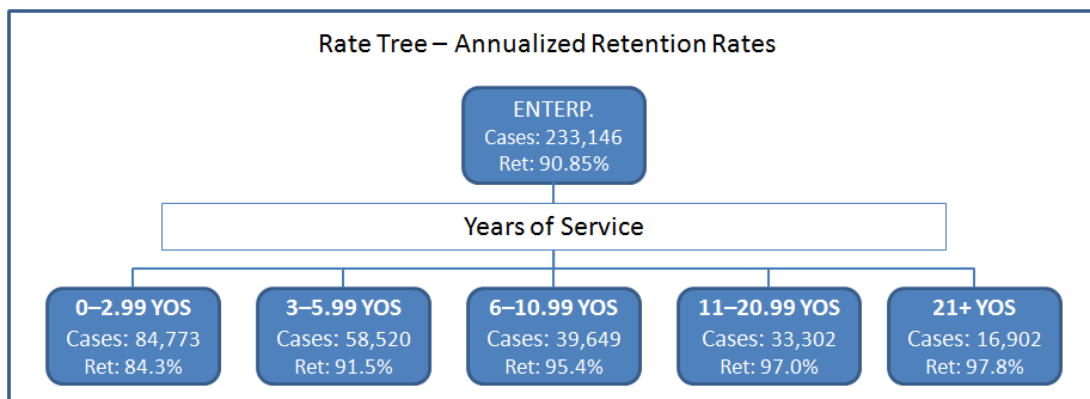 Rate Tree – Annualized Retention Rates
ENTERP.
Cases: 233,146
Ret: 90.85%
Years of Service
0–2.99 YOS
Cases: 84,773
Ret: 84.3%
3–5.99 YOS
Cases: 58,520
Ret: 91.5%
6–10.99 YOS
Cases: 39,649
Ret: 95.4%
11–20.99 YOS
Cases: 33,302
Ret: 97.0%
21+ YOS
Cases: 16,902
Ret: 97.8%